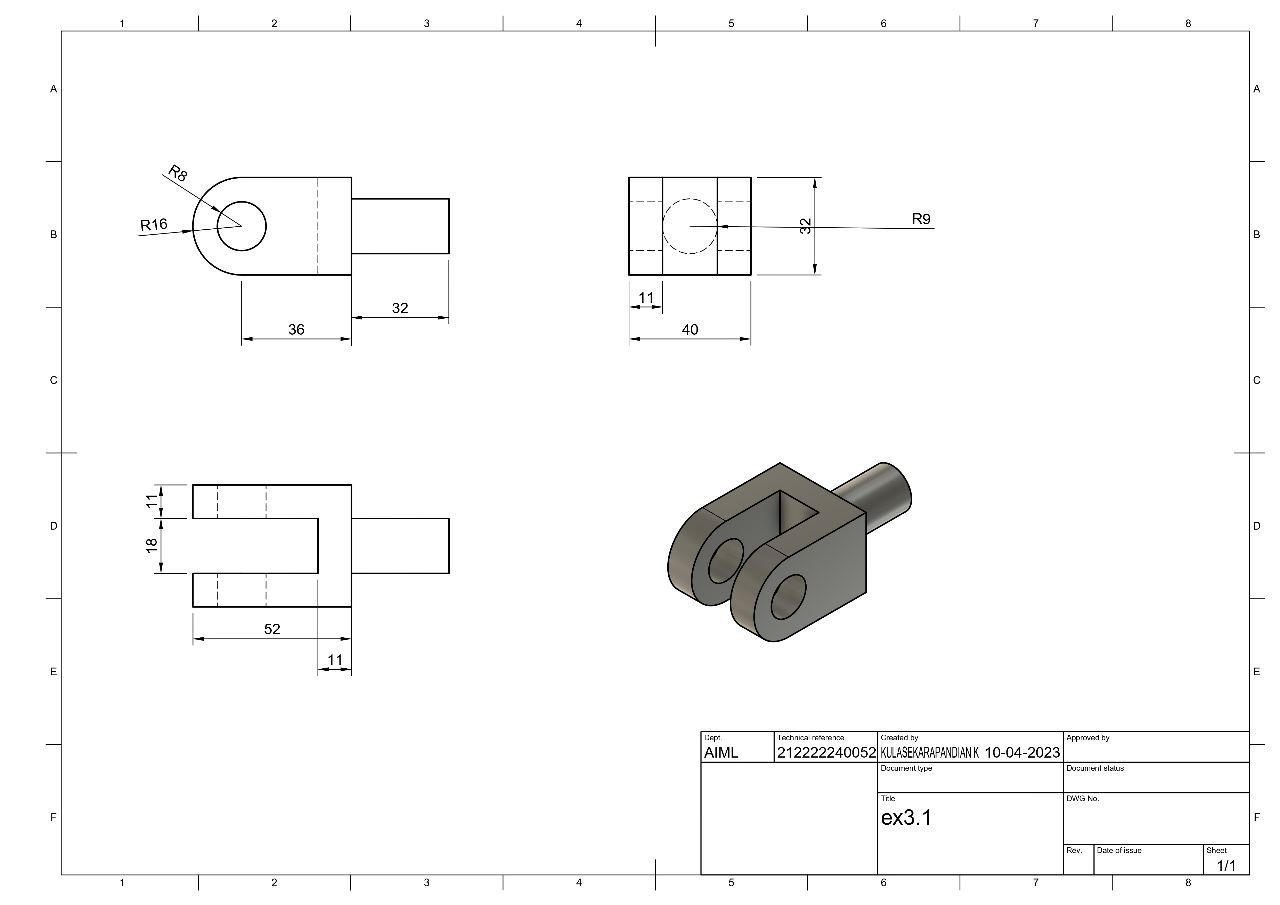 1 2 3 4 5 6 7 8
A A
R8
R16
B B
R9
32
11
32
36
40
C C
11
D D
18
52
11
E E
Dept. Technical reference Created by Approved by
AIML 212222240052 KULASEKARAPANDIAN K 10-04-2023
Document type Document status
Title DWG No.
ex3.1
F F
Rev. Date of issue Sheet
1/1
1 2 3 4 5 6 7 8